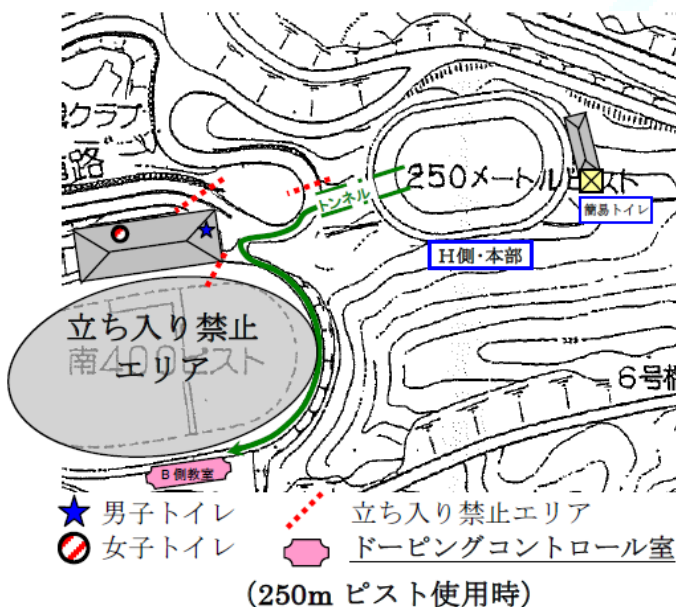 クラブ
路
250メートルピスト
トンネル
簡易トイレ
H側・本部
立ち入り禁止
南400ピスト
エリア
6号橋
B側教室
男子トイレ
立ち入り禁止エリア
女子トイレ
ドーピングコントロール室
(250m ピスト使用時)